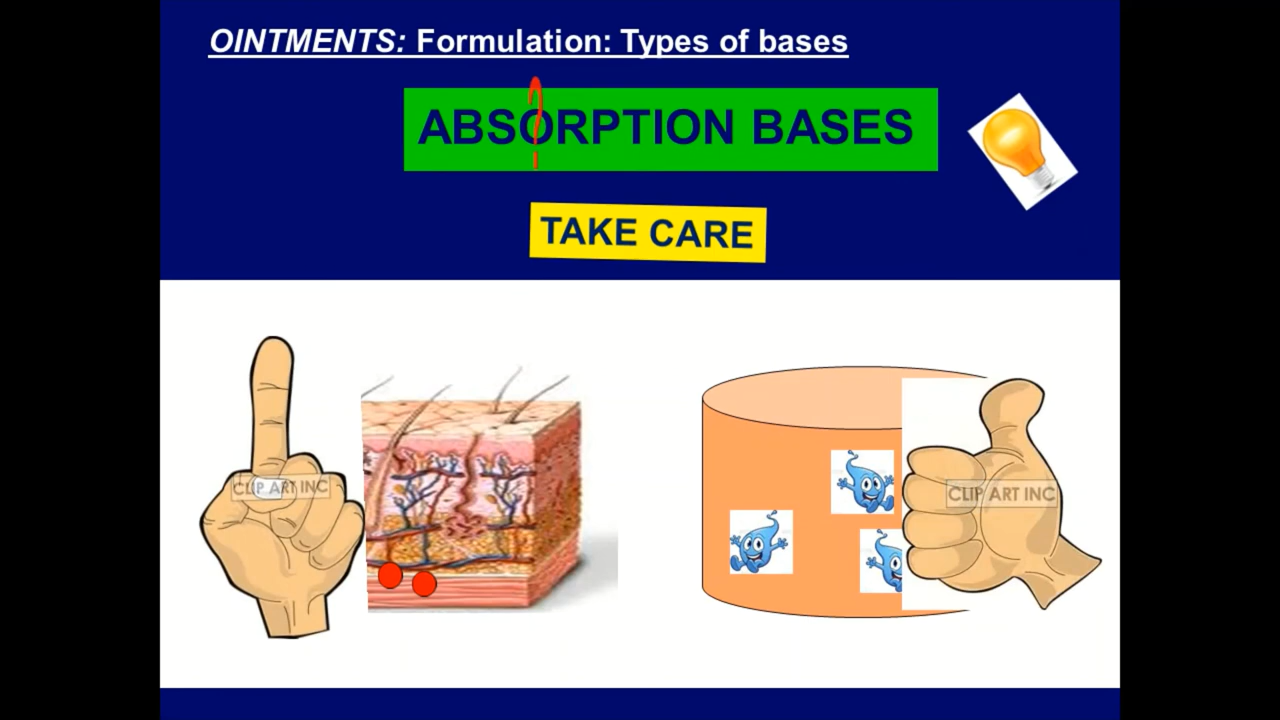 OINTMENTS: Formulation: Types of bases
ABSORPTION BASES
?
TAKE CARE
CLIP ART INC
CLIP ART INC